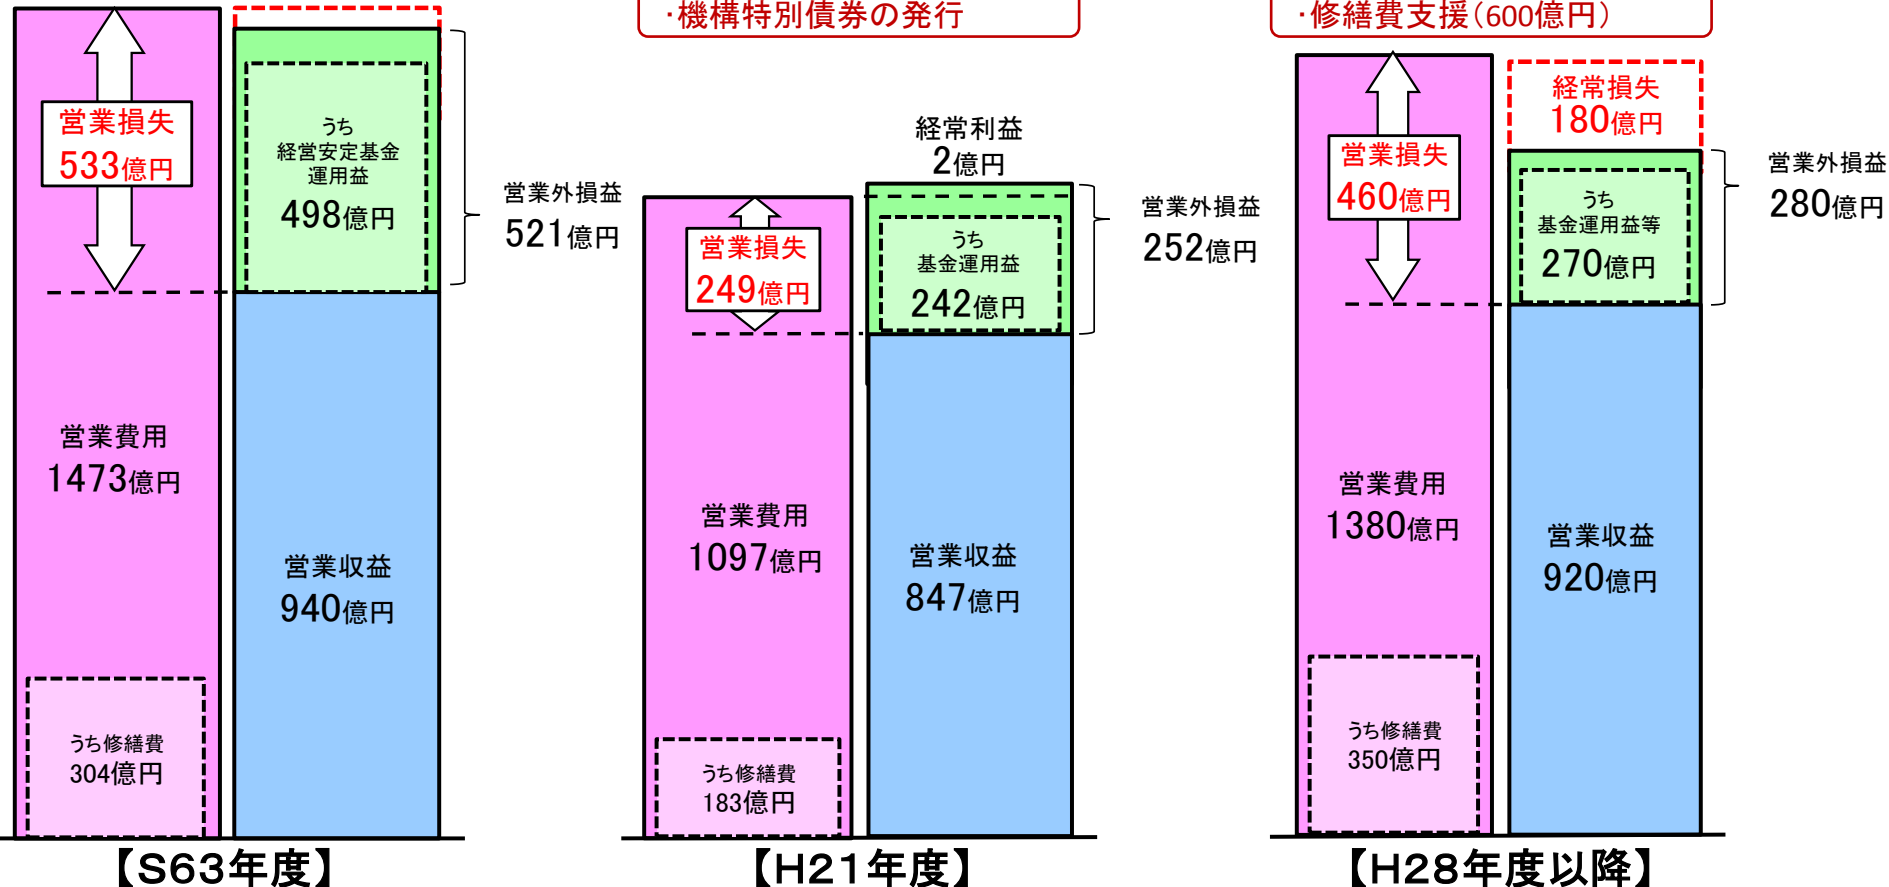 ・機構特別債券の発行
・修繕費支援（600億円）
営業損失
533億円
うち
経営安定基金
運用益
498億円
営業外損益
521億円
営業費用
1473億円
営業収益
940億円
うち修繕費
304億円
【S63年度】
経常利益
2億円
営業損失
249億円
うち
基金運用益
242億円
営業外損益
252億円
営業費用
1097億円
営業収益
847億円
うち修繕費
183億円
【H21年度】
経常損失
180億円
営業損失
460億円
うち
基金運用益等
270億円
営業外損益
280億円
営業費用
1380億円
営業収益
920億円
うち修繕費
350億円
【H28年度以降】